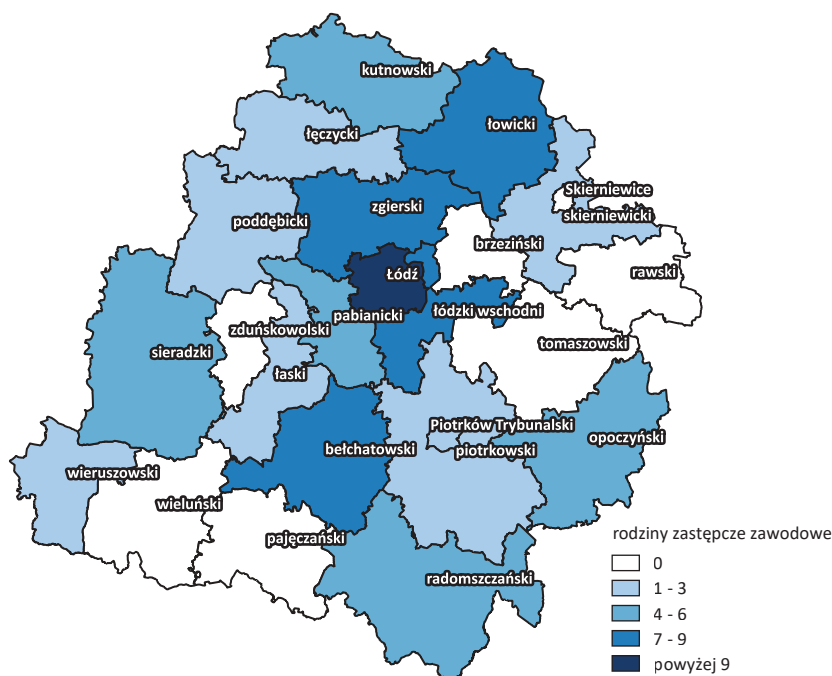 kutnowski
łowicki
łęczycki
Skierniewice
skierniewicki
zgierski
poddębicki
brzeziński
rawski
Łódź
łódzki wschodni
pabianicki
zduńskowolski
tomaszowski
sieradzki
łaski
Piotrków Trybunalski
opoczyński
bełchatowski
piotrkowski
wieruszowski
wieluński
pajęczański
radomszczański
rodziny zastępcze zawodowe
0
1 - 3
4 - 6
7 - 9
powyżej 9